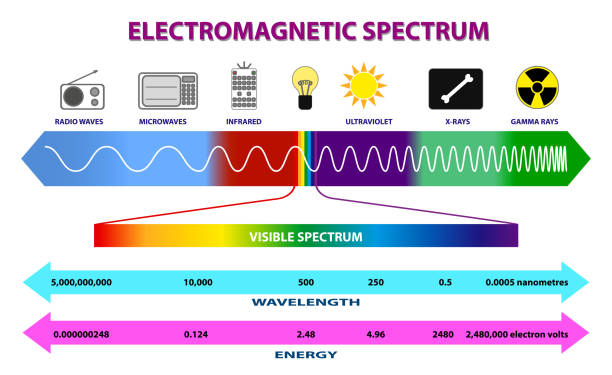 ELECTROMAGNETIC SPECTRUM
RADIO WAVES MICROWAVES INFRARED ULTRAVIOLET X-RAYS GAMMA RAYS
VISIBLE SPECTRUM
5,000,000,000 10,000 500 250 0.5 0.0005 nanometres
WAVELENGTH
0.000000248 0.124 2.48 4.96 2480 2,480,000 electron volts
ENERGY